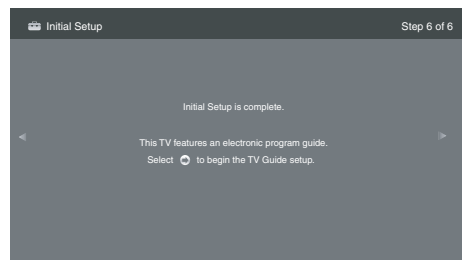 Initial Setup
Step 6 of 6
Initial Setup is complete.
This TV features an electronic program guide.
Select to begin the TV Guide setup.